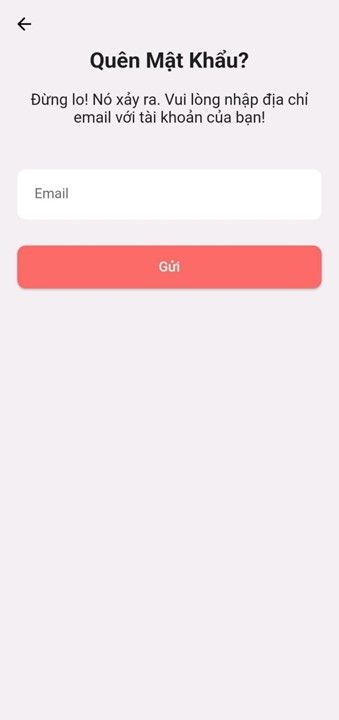 Quên Mật Khẩu?
Đừng lo! Nó xảy ra. Vui lòng nhập địa chỉ
email với tài khoản của bạn!
Email
Gửi